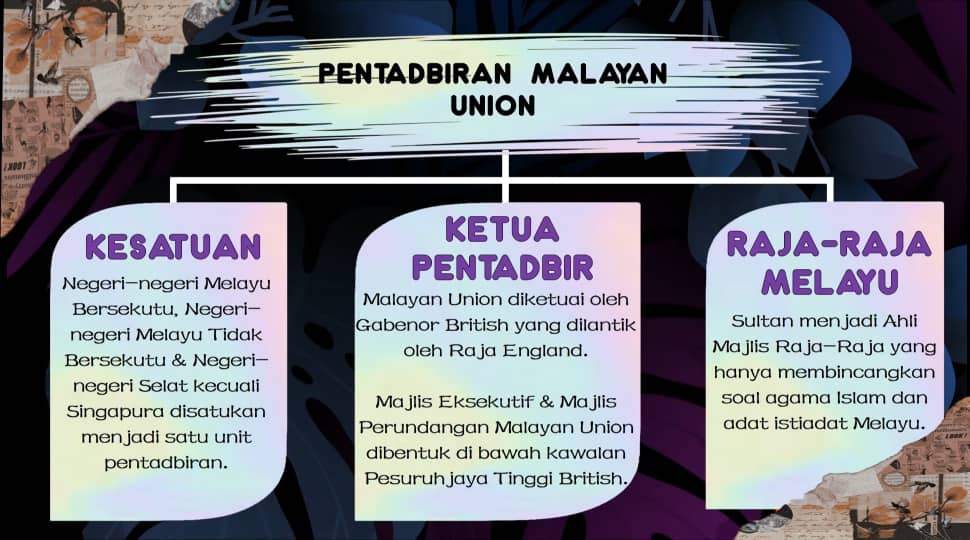 PENTADBIRAN MALAYAN
UNION
KESATUAN
Negeri-negeri Melayu
Bersekutu, Negeri-
negeri Melayu Tidak
Bersekutu & Negeri-
negeri Selat kecuali
Singapura disatukan
menjadi satu unit
pentadbiran.
KETUA
PENTADBIR
Malayan Union diketuai oleh
Gabenor British yang dilantik
oleh Raja England.
Majlis Eksekutif & Majlis
Perundangan Malayan Union
dibentuk di bawah kawalan
Pesuruhjaya Tinggi British.
RAJA-RAJA
MELAYU
Sultan menjadi Ahli
Majlis Raja-Raja yang
hanya membincangkan
soal agama Islam dan
adat istiadat Melayu.